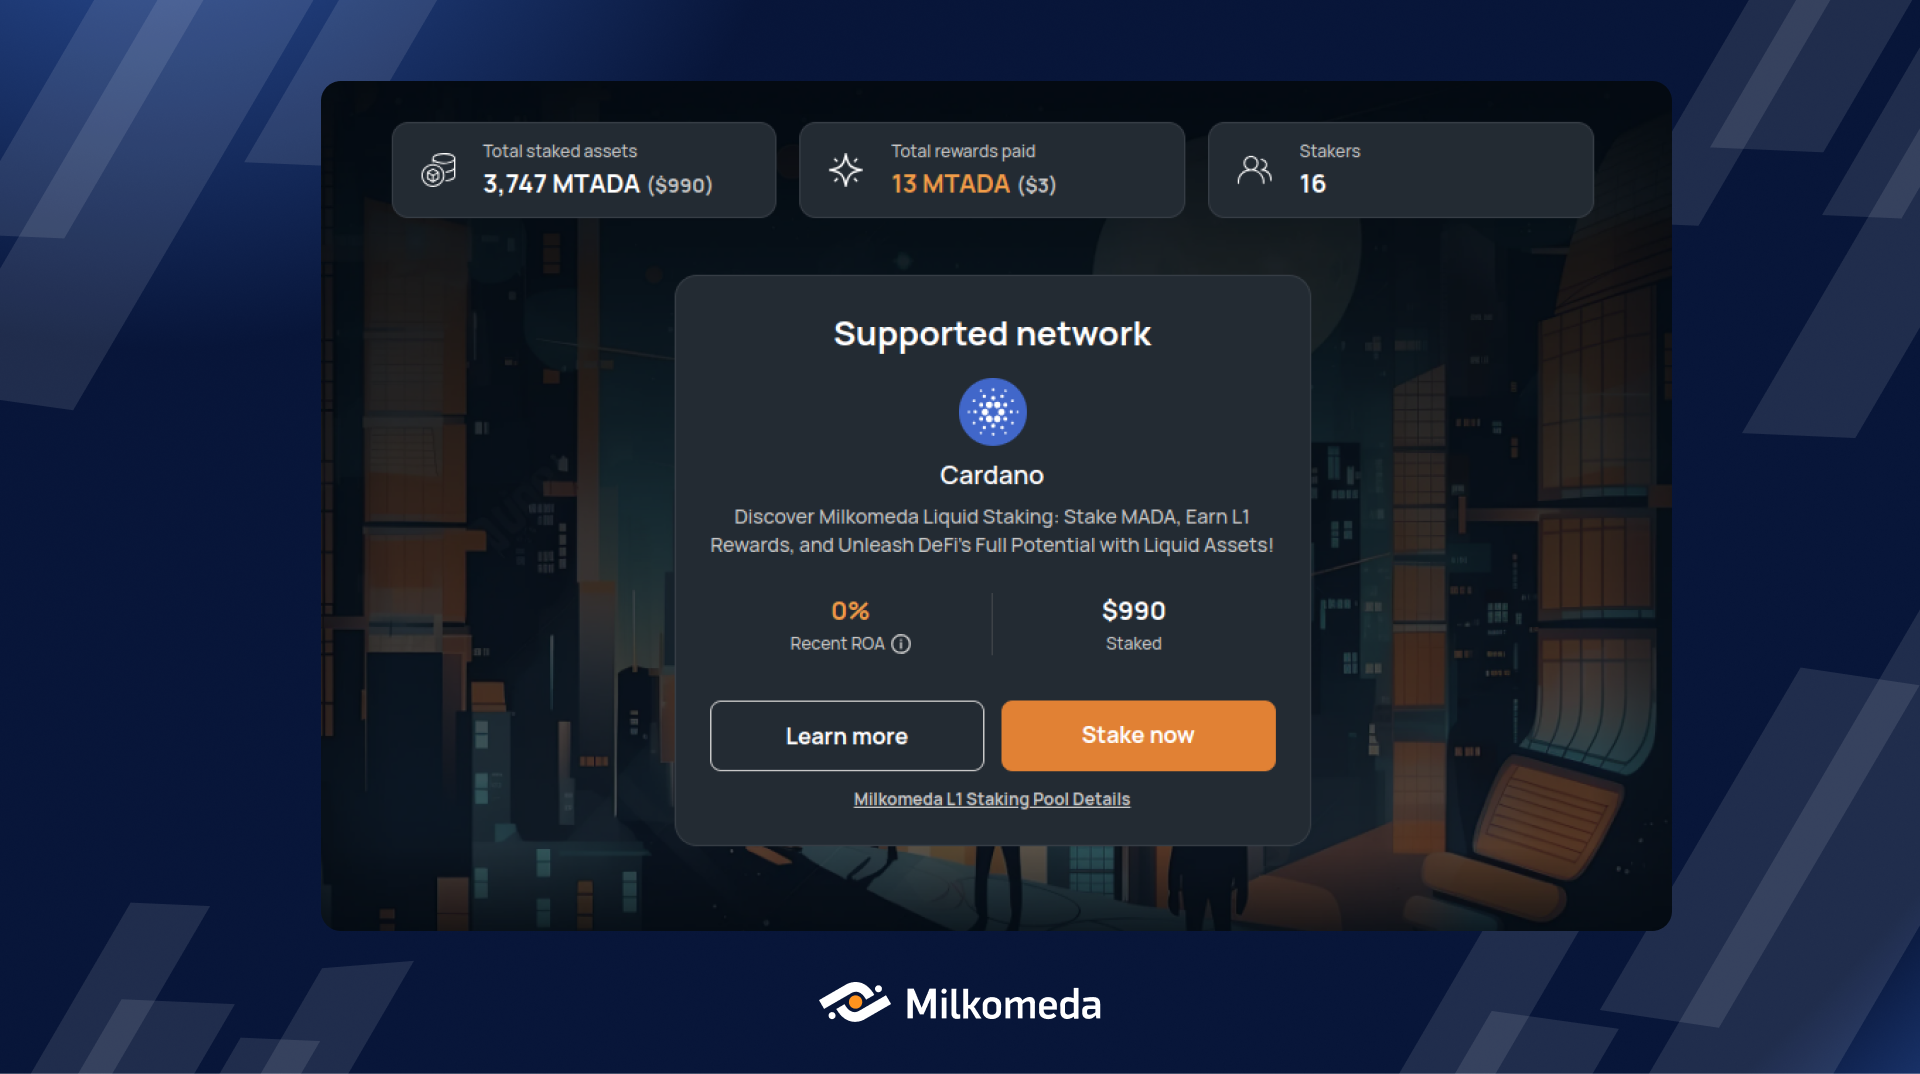 Total staked assets
3,747 MTADA ($990)
Total rewards paid
13 MTADA ($3)
Stakers
16
Supported network
Cardano
Discover Milkomeda Liquid Staking: Stake MADA, Earn L1
Rewards, and Unleash DeFi's Full Potential with Liquid Assets!
0%
Recent ROA
$990
Staked
Learn more
Stake now
Milkomeda L1 Staking Pool Details
Milkomeda